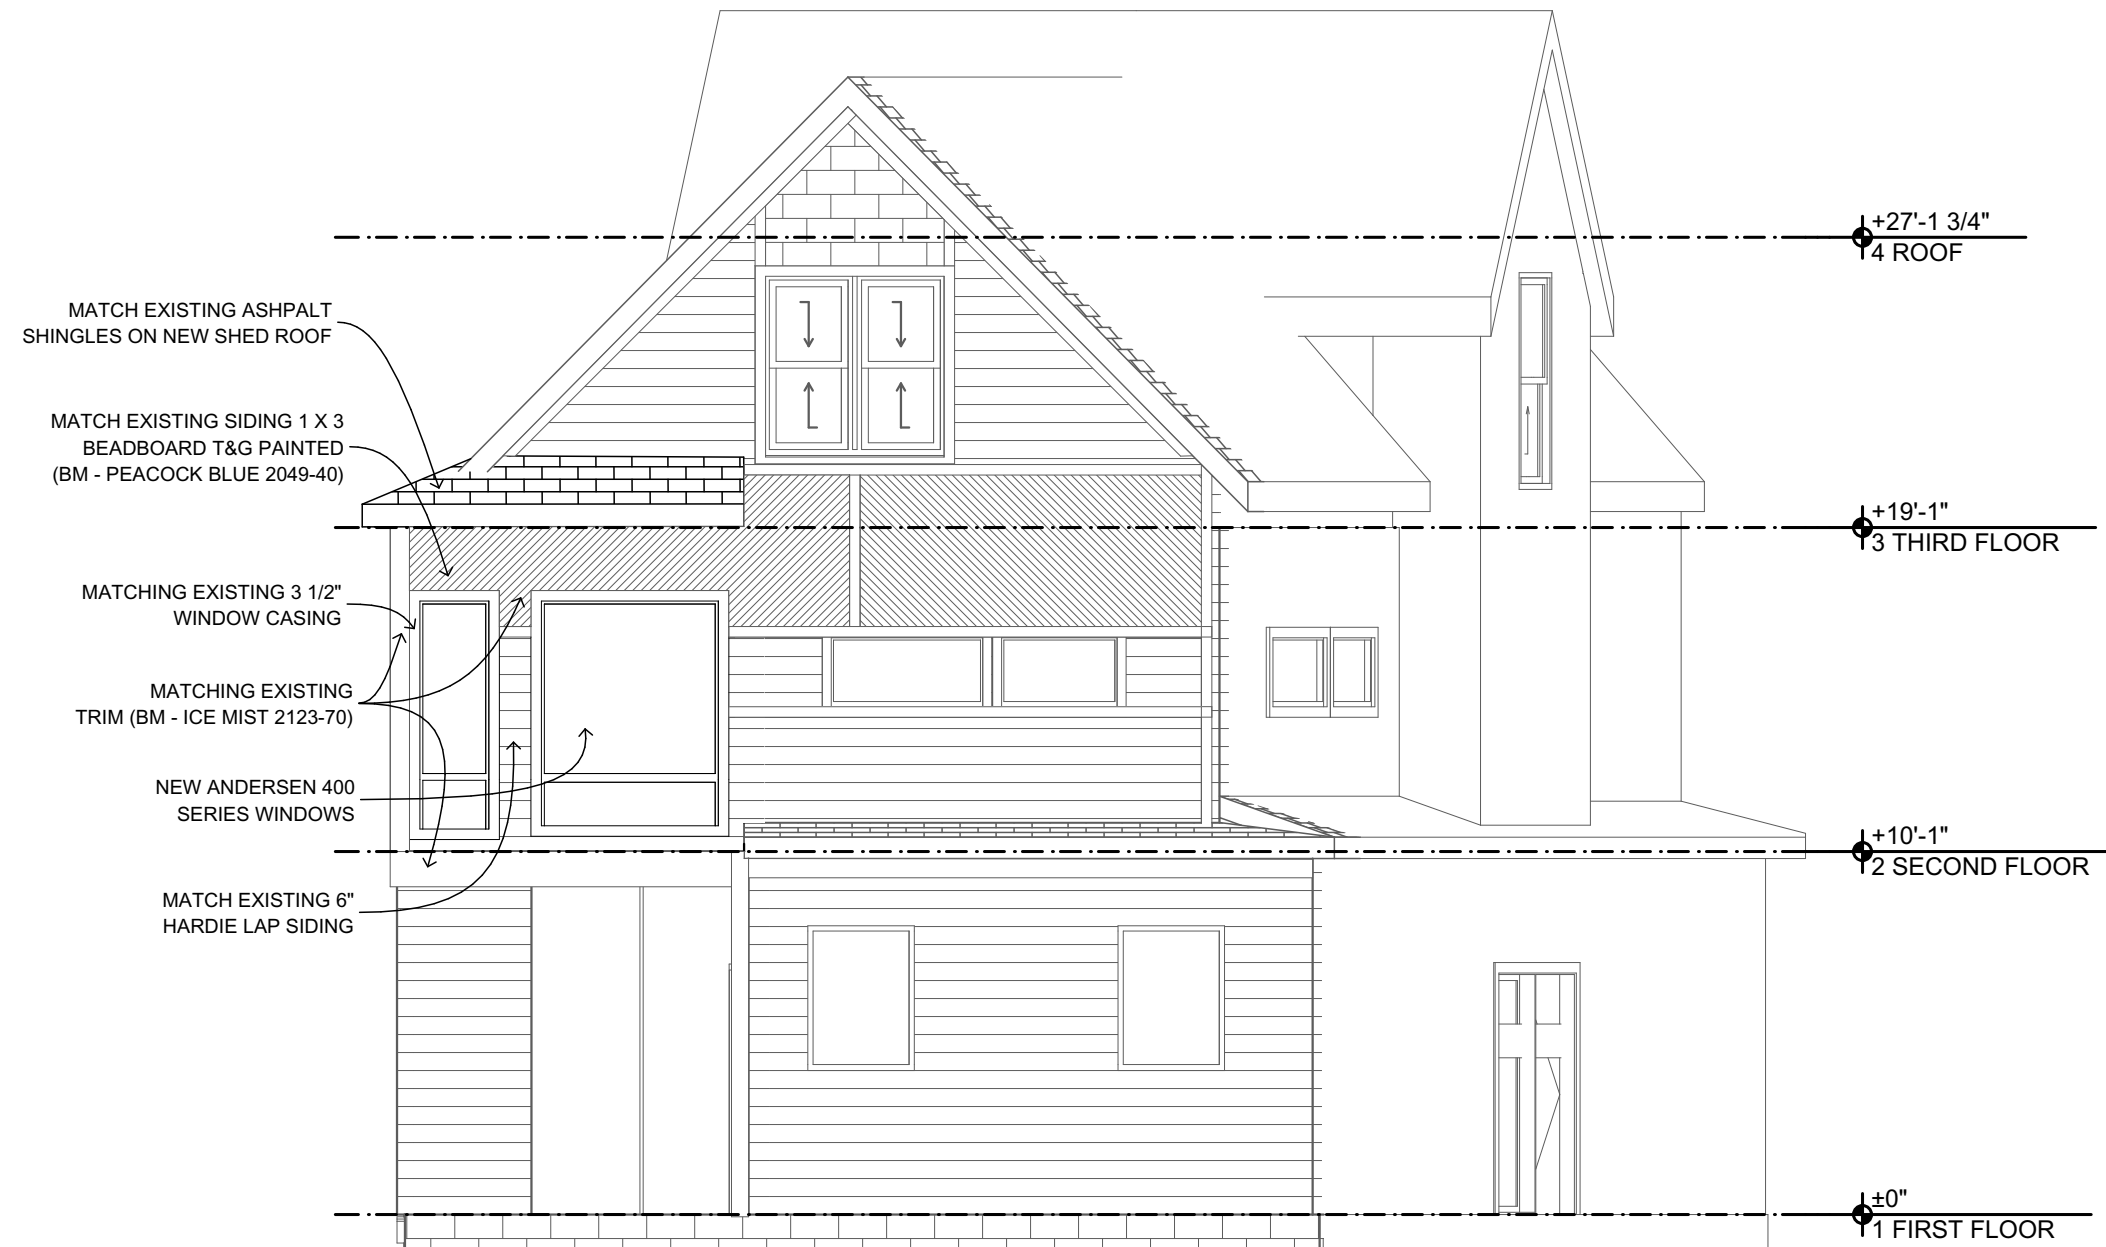 +27'-1 3/4"
4 ROOF
MATCH EXISTING ASHPALT
SHINGLES ON NEW SHED ROOF
MATCH EXISTING SIDING 1 X 3
BEADBOARD T&G PAINTED
(BM - PEACOCK BLUE 2049-40)
+19'-1"
3 THIRD FLOOR
MATCHING EXISTING 3 1/2"
WINDOW CASING
MATCHING EXISTING
TRIM (BM - ICE MIST 2123-70)
NEW ANDERSEN 400
SERIES WINDOWS
+10'-1"
2 SECOND FLOOR
MATCH EXISTING 6"
HARDIE LAP SIDING
±0"
1 FIRST FLOOR